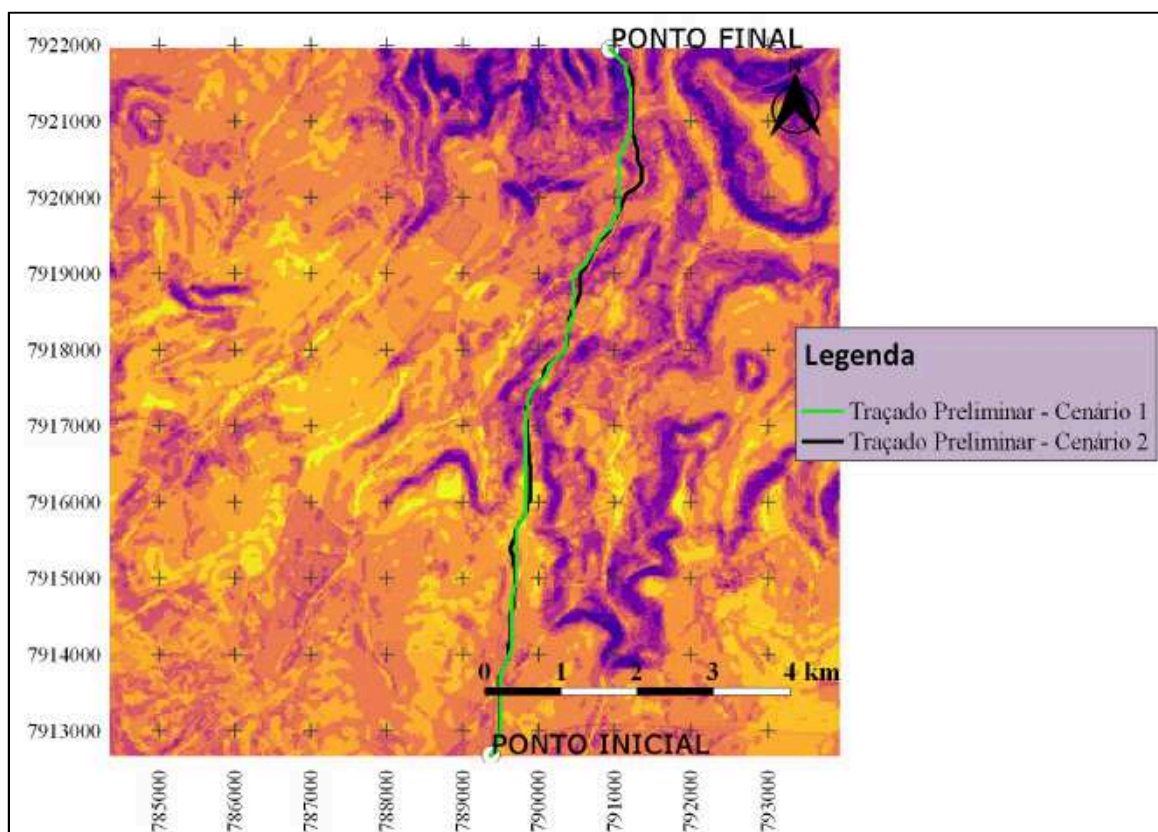 7922000
PONTO FINAL
N
7921000
7920000
7919000
7918000
Legenda
Traçado Preliminar - Cenário 1
7917000
Traçado Preliminar - Cenário 2
7916000
7915000
7914000
0 1 2 3 4 km
7913000
PONTO INICIAL
785000 786000 787000 788000 789000 790000 791000 792000 793000